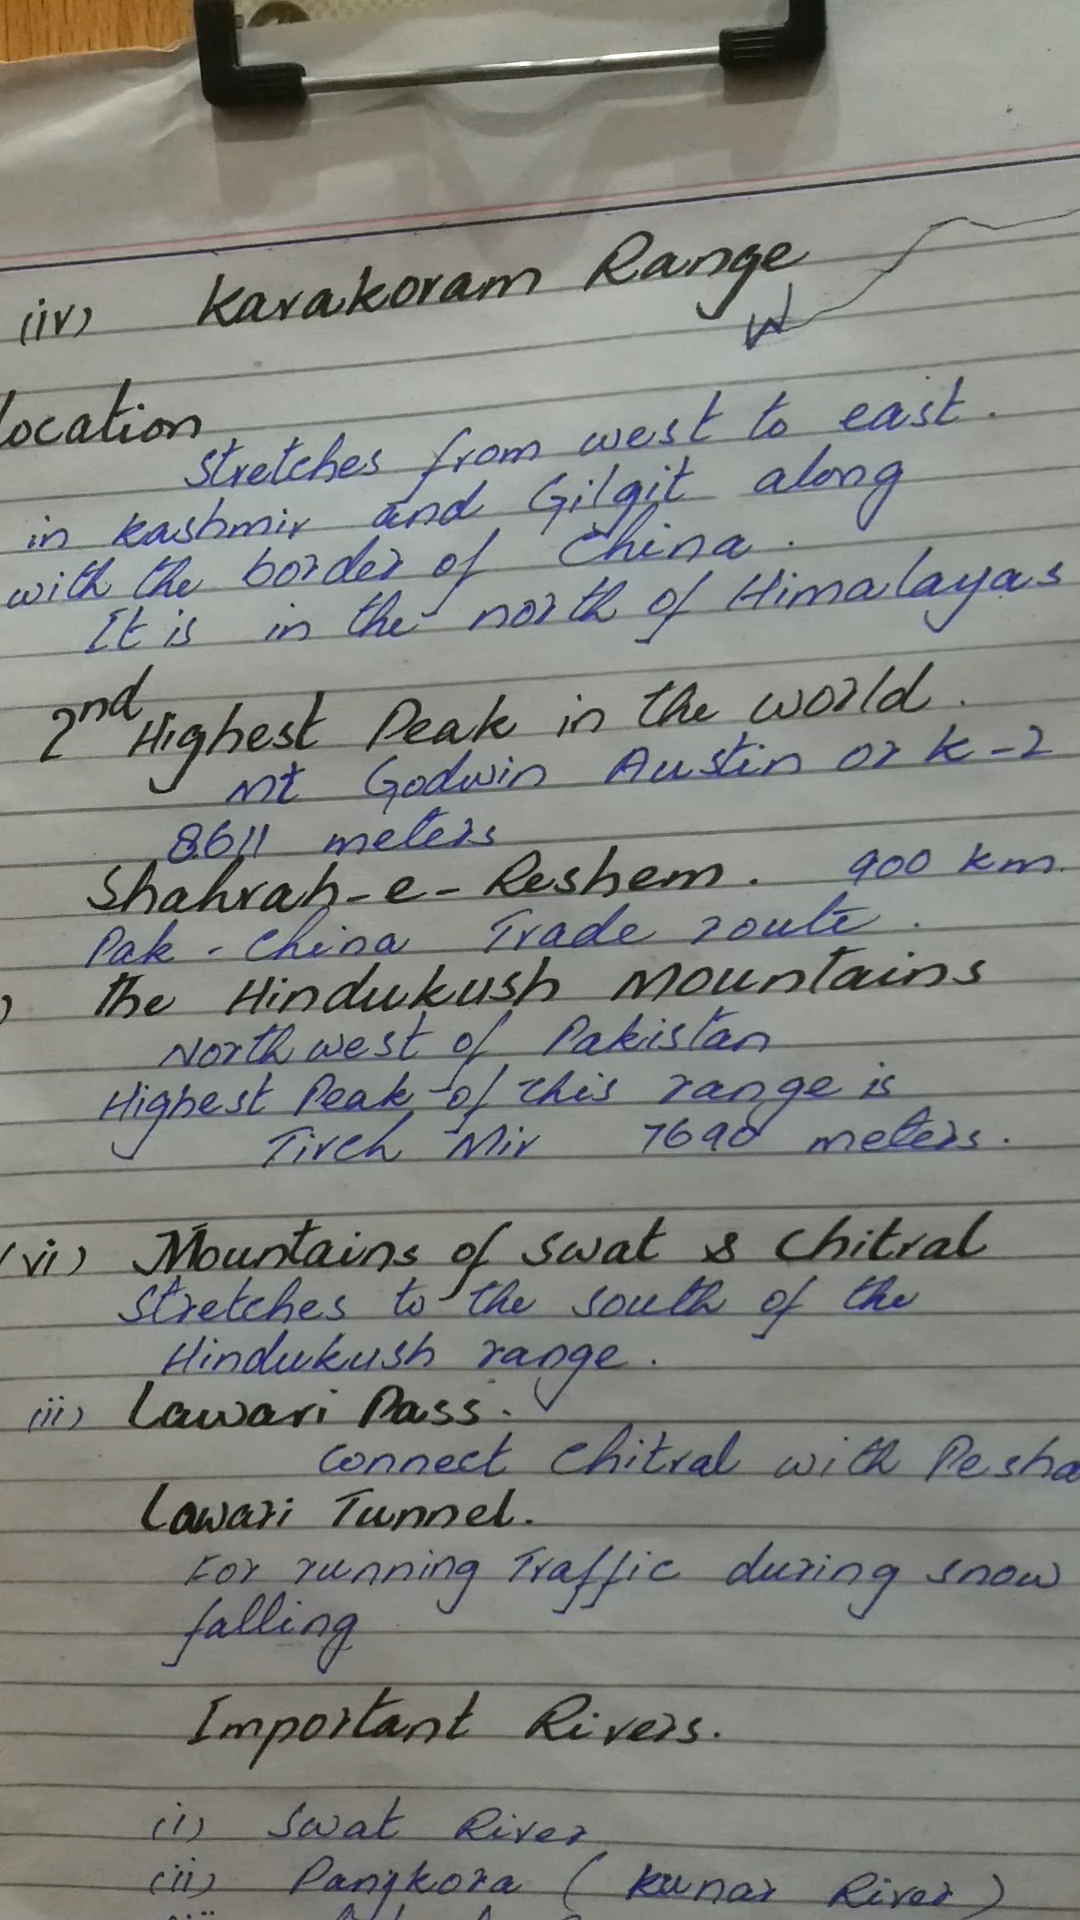 (iv) Karakoram Range
location
stretches from west to east.
in Kashmir and Gilgit along
with the border of China.
It is in the north of Himalayas
2nd Highest Peak in the world.
Mt Godwin Austin or K-2
8611 meters
Shahrah-e-Reshem. 900 km.
Pak-China Trade route.
) The Hindukush Mountains
North west of Pakistan
Highest Peak of this range is
Tirch Mir 7690 meters.
(vi) Mountains of Swat & Chitral
stretches to the south of the
Hindukush range.
(ii) Lawari Pass.
connect Chitral with Pesha
Lawari Tunnel.
For running Traffic during snow
falling
Important Rivers.
(i) Swat River
(ii) Panjkora (Kunar River)